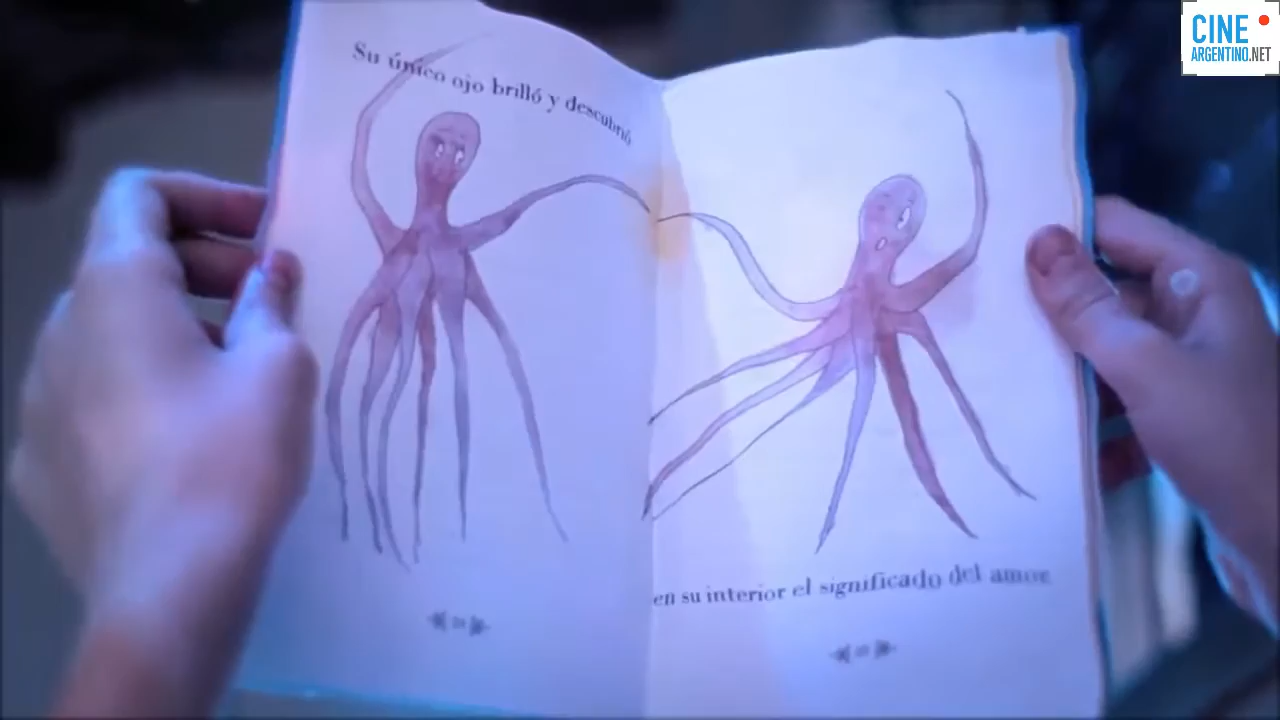 CINE
ARGENTINO.NET
Su único ojo brilló y descubrió
en su interior el significado del amor